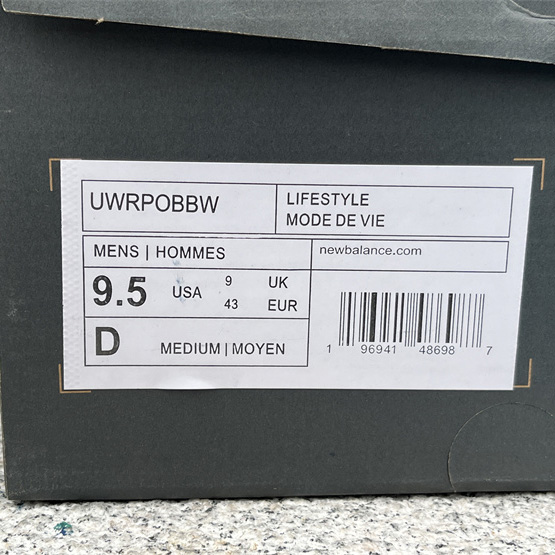 UWRPOBBW
LIFESTYLE
MODE DE VIE
MENS | HOMMES
newbalance.com
9.5 USA 9 UK
43 EUR
D MEDIUM | MOYEN
1 96941 48698 7